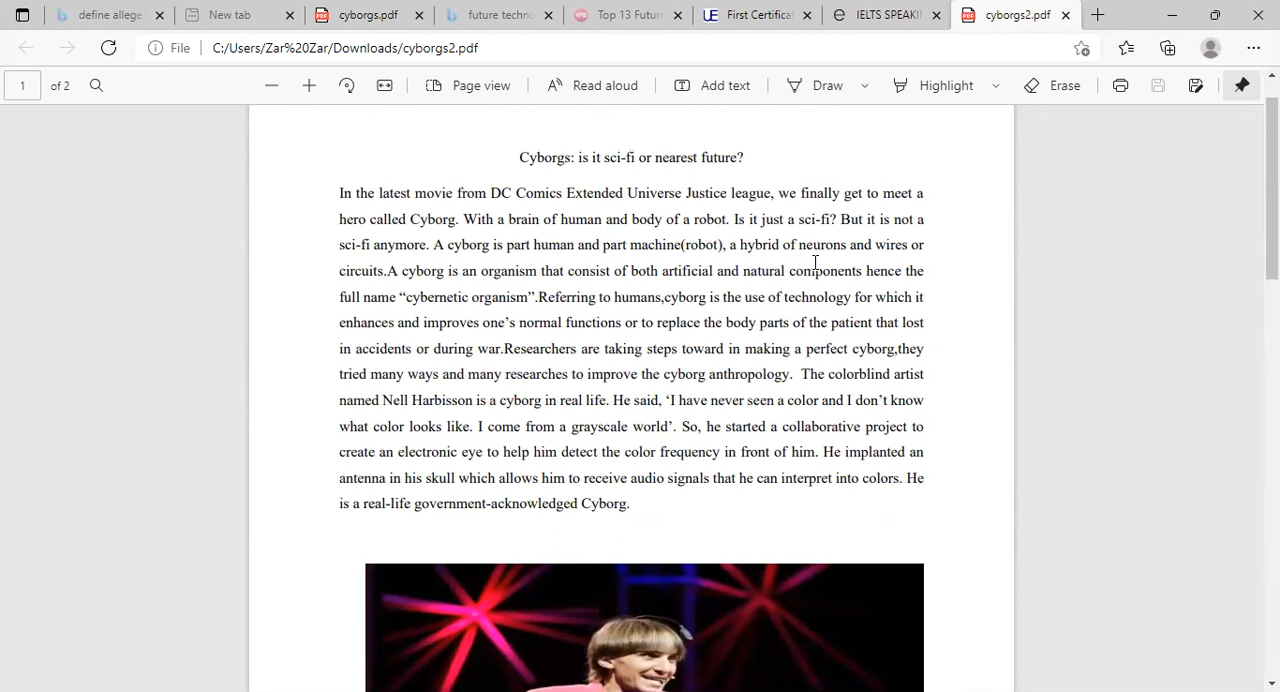 define allege
New tab
cyborgs.pdf
future techno
Top 13 Futur
First Certifica
IELTS SPEAKI
cyborgs2.pdf
File
C:/Users/Zar%20Zar/Downloads/cyborgs2.pdf
1 of 2
Page view
Read aloud
Add text
Draw
Highlight
Erase
Cyborgs: is it sci-fi or nearest future?
In the latest movie from DC Comics Extended Universe Justice league, we finally get to meet a
hero called Cyborg. With a brain of human and body of a robot. Is it just a sci-fi? But it is not a
sci-fi anymore. A cyborg is part human and part machine(robot), a hybrid of neurons and wires or
circuits.A cyborg is an organism that consist of both artificial and natural components hence the
full name “cybernetic organism”.Referring to humans,cyborg is the use of technology for which it
enhances and improves one’s normal functions or to replace the body parts of the patient that lost
in accidents or during war.Researchers are taking steps toward in making a perfect cyborg,they
tried many ways and many researches to improve the cyborg anthropology. The colorblind artist
named Nell Harbisson is a cyborg in real life. He said, ‘I have never seen a color and I don’t know
what color looks like. I come from a grayscale world’. So, he started a collaborative project to
create an electronic eye to help him detect the color frequency in front of him. He implanted an
antenna in his skull which allows him to receive audio signals that he can interpret into colors. He
is a real-life government-acknowledged Cyborg.